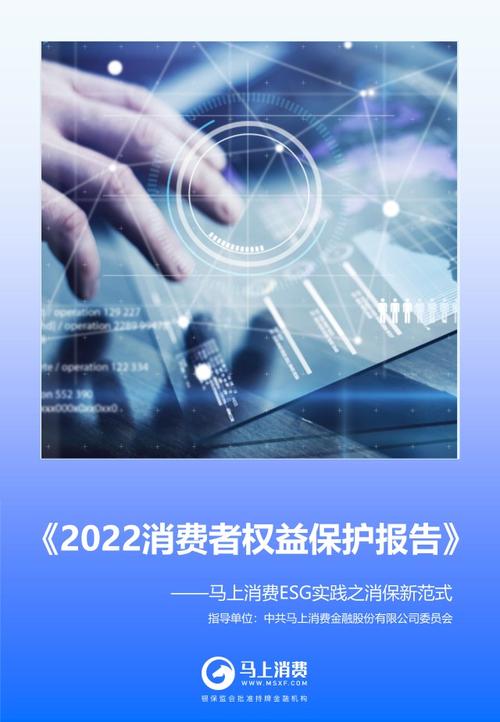 / operation 129 227
nd] / operation 2289 99487
ete / operation 122 334
on 552 390
xx000x0xx0]
《2022消费者权益保护报告》
——马上消费ESG实践之消保新范式
指导单位：中共马上消费金融股份有限公司委员会
马上消费
WWW.MSXF.COM
银保监会批准持牌金融机构